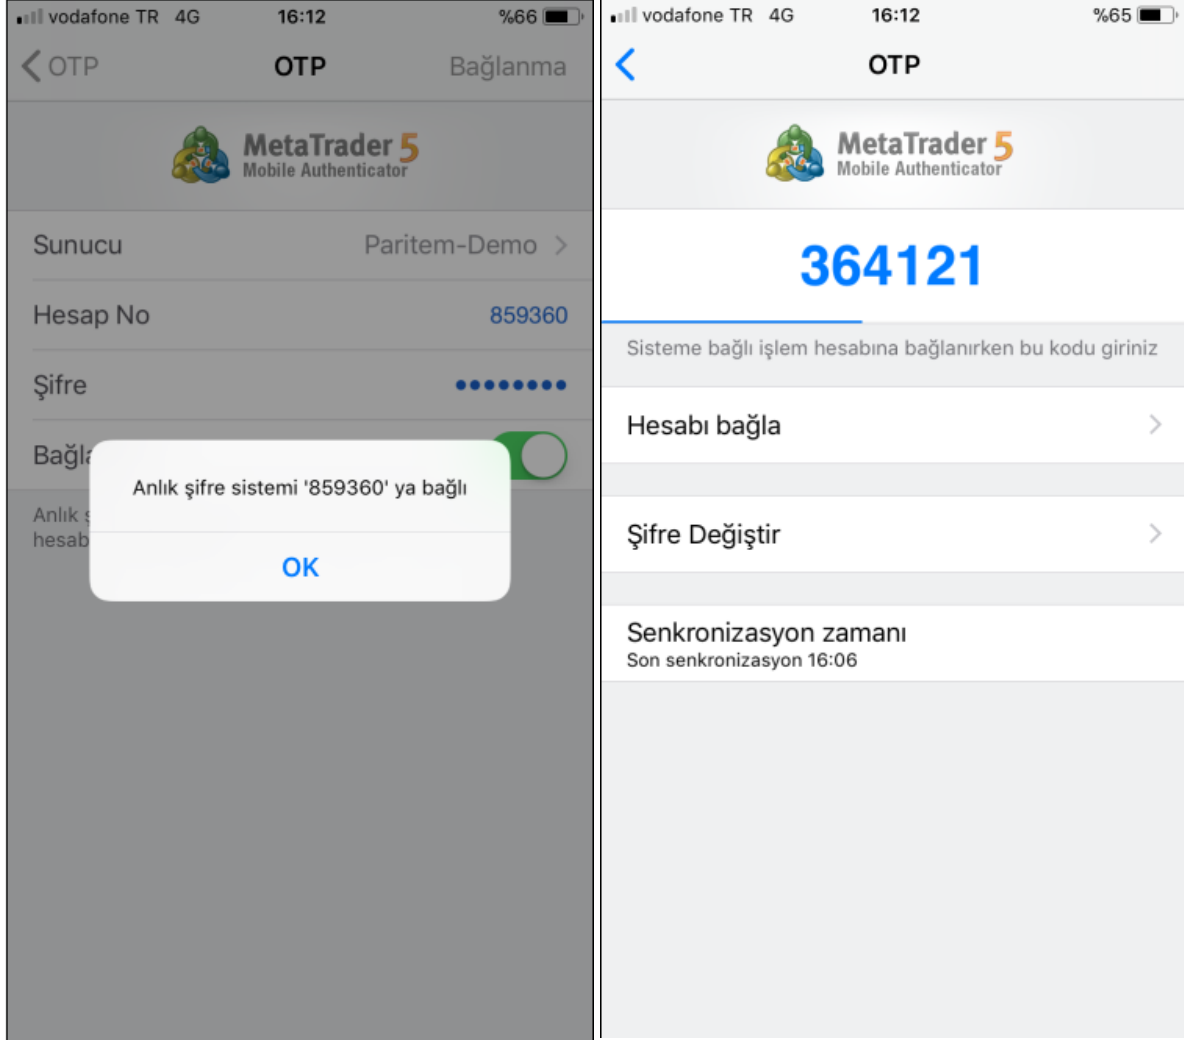 vodafone TR 4G 16:12 %66
OTP OTP Bağlanma
MetaTrader 5
Mobile Authenticator
Sunucu Paritem-Demo
Hesap No 859360
Şifre ••••••••
Bağla
Anlık şifre sistemi '859360' ya bağlı
Anlık ş
hesab
OK
vodafone TR 4G 16:12 %65
OTP
MetaTrader 5
Mobile Authenticator
364121
Sisteme bağlı işlem hesabına bağlanırken bu kodu giriniz
Hesabı bağla
Şifre Değiştir
Senkronizasyon zamanı
Son senkronizasyon 16:06